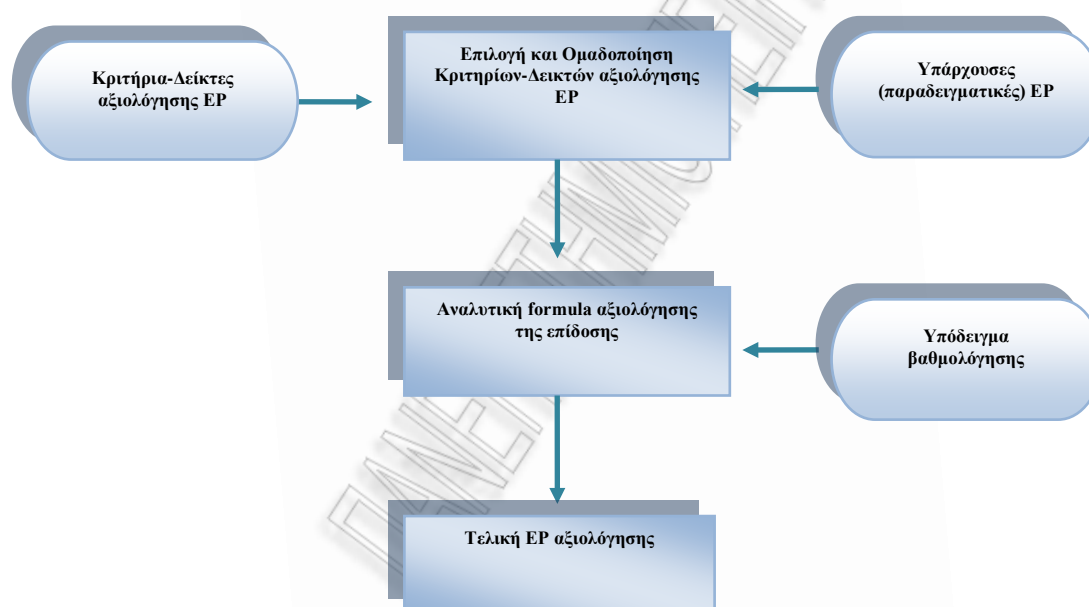 Κριτήρια-Δείκτες
αξιολόγησης ΕΡ
Επιλογή και Ομαδοποίηση
Κριτηρίων-Δεικτών αξιολόγησης
ΕΡ
Υπάρχουσες
(παραδειγματικές) ΕΡ
Αναλυτική formula αξιολόγησης
της επίδοσης
Υπόδειγμα
βαθμολόγησης
Τελική ΕΡ αξιολόγησης